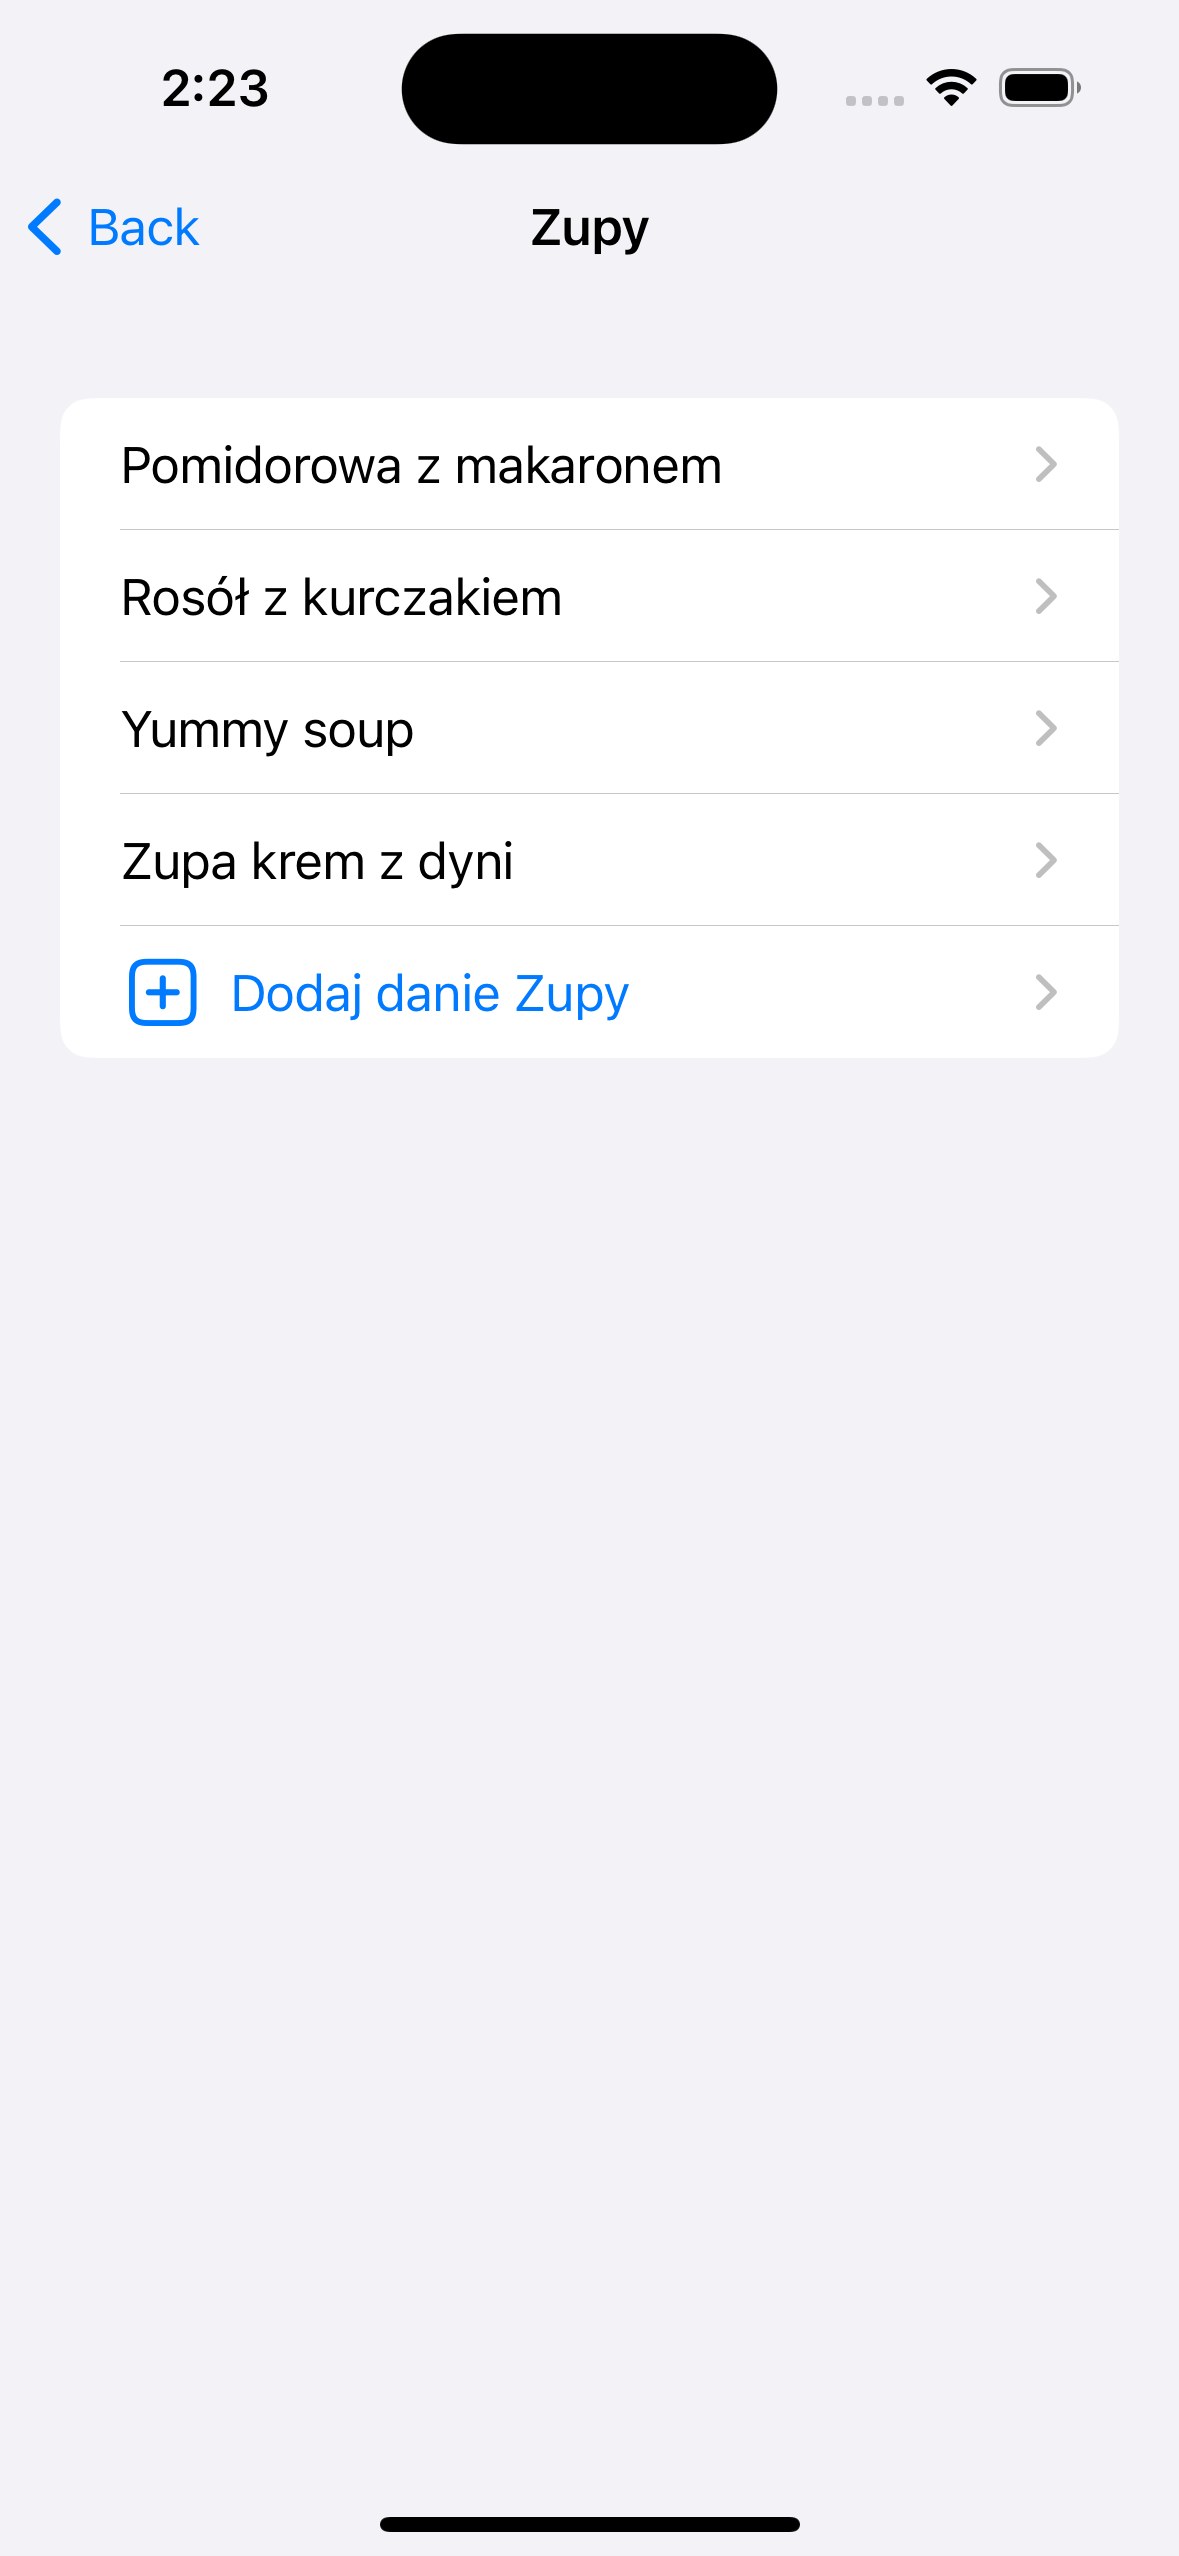 2:23
Back
Zupy
Pomidorowa z makaronem
Rosół z kurczakiem
Yummy soup
Zupa krem z dyni
Dodaj danie Zupy